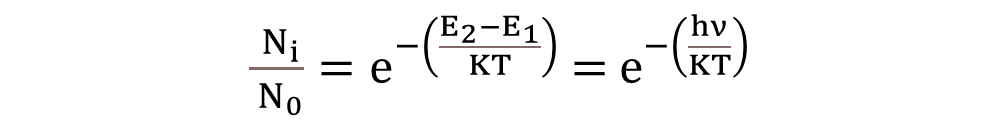 Nᵢ/N₀ = e^−((E₂−E₁)/KT) = e^−(hν/KT)